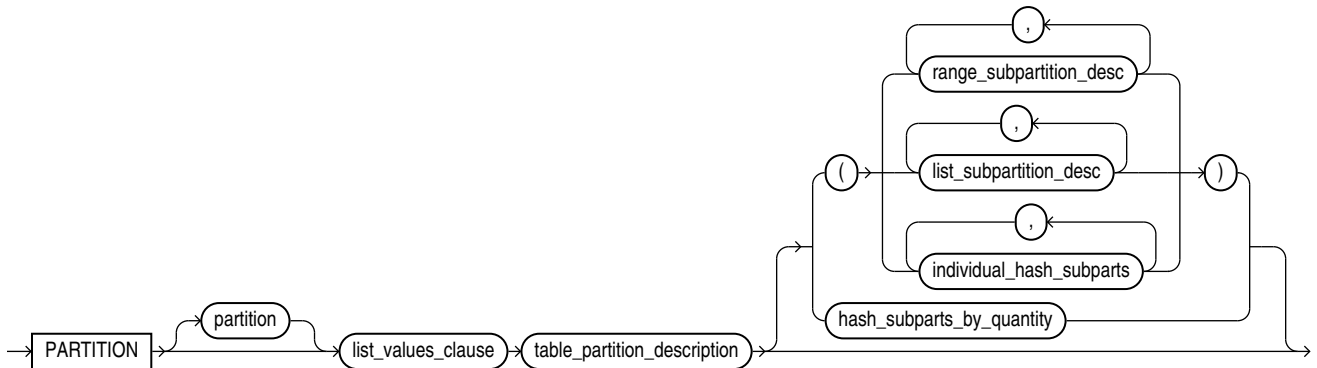 ,
range_subpartition_desc
,
( list_subpartition_desc )
,
individual_hash_subparts
partition hash_subparts_by_quantity
PARTITION list_values_clause table_partition_description